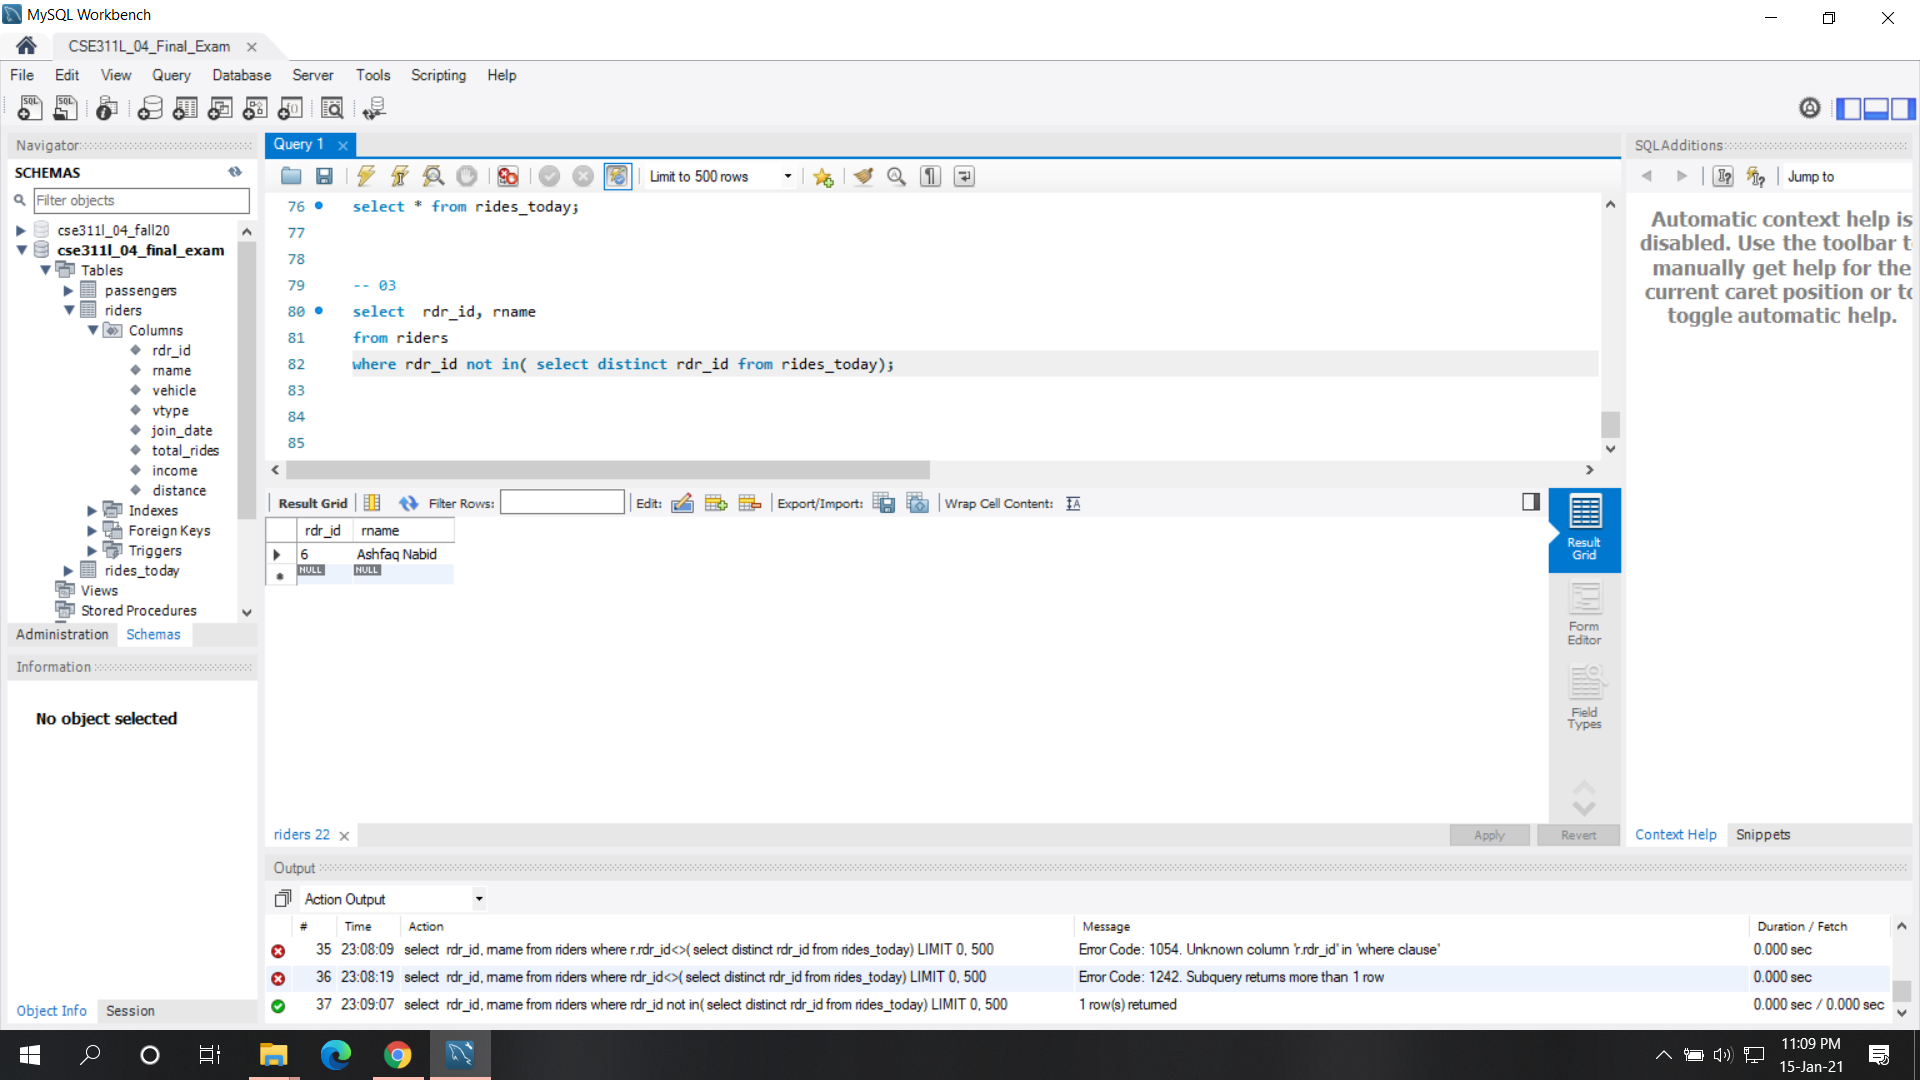 MySQL Workbench
CSE311L_04_Final_Exam
File Edit View Query Database Server Tools Scripting Help
Navigator
SCHEMAS
Filter objects
cse311l_04_fall20
cse311l_04_final_exam
Tables
passengers
riders
Columns
rdr_id
rname
vehicle
vtype
join_date
total_rides
income
distance
Indexes
Foreign Keys
Triggers
rides_today
Views
Stored Procedures
Administration Schemas
Information
No object selected
Object Info Session
Query 1
Limit to 500 rows
76 select * from rides_today;
77
78
79 -- 03
80 select  rdr_id, rname
81 from riders
82 where rdr_id not in( select distinct rdr_id from rides_today);
83
84
85
Result Grid Filter Rows: Edit: Export/Import: Wrap Cell Content:
rdr_id rname
6 Ashfaq Nabid
NULL NULL
Result Grid
Form Editor
Field Types
riders 22
Apply Revert
SQLAdditions
Jump to
Automatic context help is
disabled. Use the toolbar t
manually get help for the
current caret position or to
toggle automatic help.
Context Help Snippets
Output
Action Output
# Time Action Message Duration / Fetch
35 23:08:09 select  rdr_id, rname from riders where r.rdr_id<>( select distinct rdr_id from rides_today) LIMIT 0, 500 Error Code: 1054. Unknown column 'r.rdr_id' in 'where clause' 0.000 sec
36 23:08:19 select  rdr_id, rname from riders where rdr_id<>( select distinct rdr_id from rides_today) LIMIT 0, 500 Error Code: 1242. Subquery returns more than 1 row 0.000 sec
37 23:09:07 select  rdr_id, rname from riders where rdr_id not in( select distinct rdr_id from rides_today) LIMIT 0, 500 1 row(s) returned 0.000 sec / 0.000 sec
11:09 PM
15-Jan-21